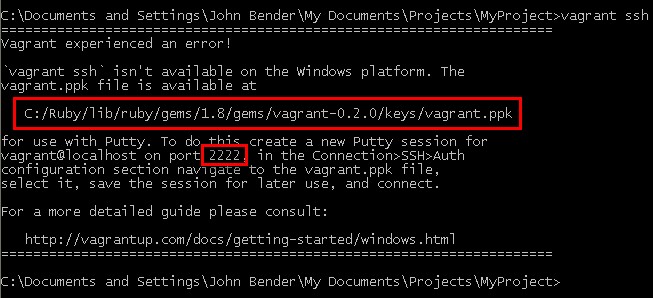 C:\Documents and Settings\John Bender\My Documents\Projects\MyProject>vagrant ssh
=====================================================================
Vagrant experienced an error!
`vagrant ssh` isn't available on the Windows platform. The
vagrant.ppk file is available at
C:/Ruby/lib/ruby/gems/1.8/gems/vagrant-0.2.0/keys/vagrant.ppk
for use with Putty. To do this create a new Putty session for
vagrant@localhost on port 2222, in the Connection>SSH>Auth
configuration section navigate to the vagrant.ppk file,
select it, save the session for later use, and connect.
For a more detailed guide please consult:
http://vagrantup.com/docs/getting-started/windows.html
=====================================================================
C:\Documents and Settings\John Bender\My Documents\Projects\MyProject>